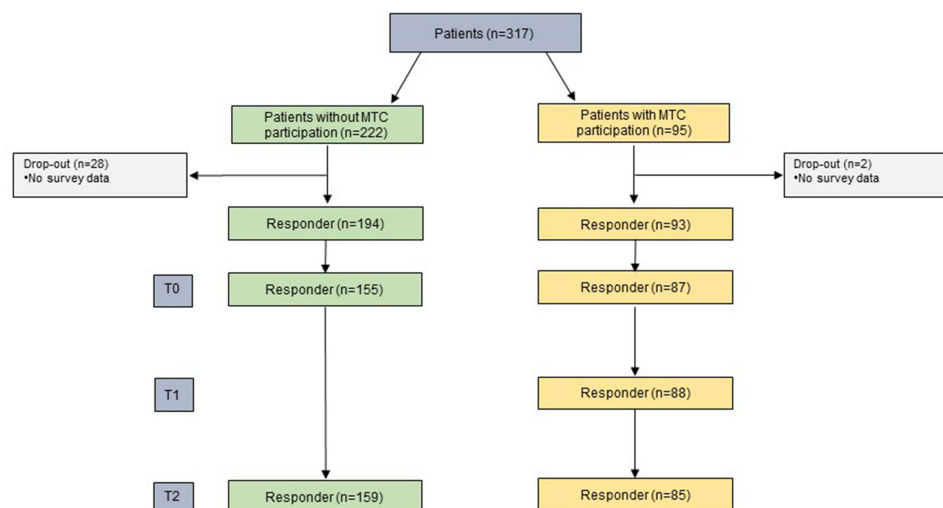 Patients (n=317)
Patients without MTC
participation (n=222)
Patients with MTC
participation (n=95)
Drop-out (n=28)
•No survey data
Drop-out (n=2)
•No survey data
Responder (n=194)
Responder (n=93)
T0
Responder (n=155)
Responder (n=87)
T1
Responder (n=88)
T2
Responder (n=159)
Responder (n=85)